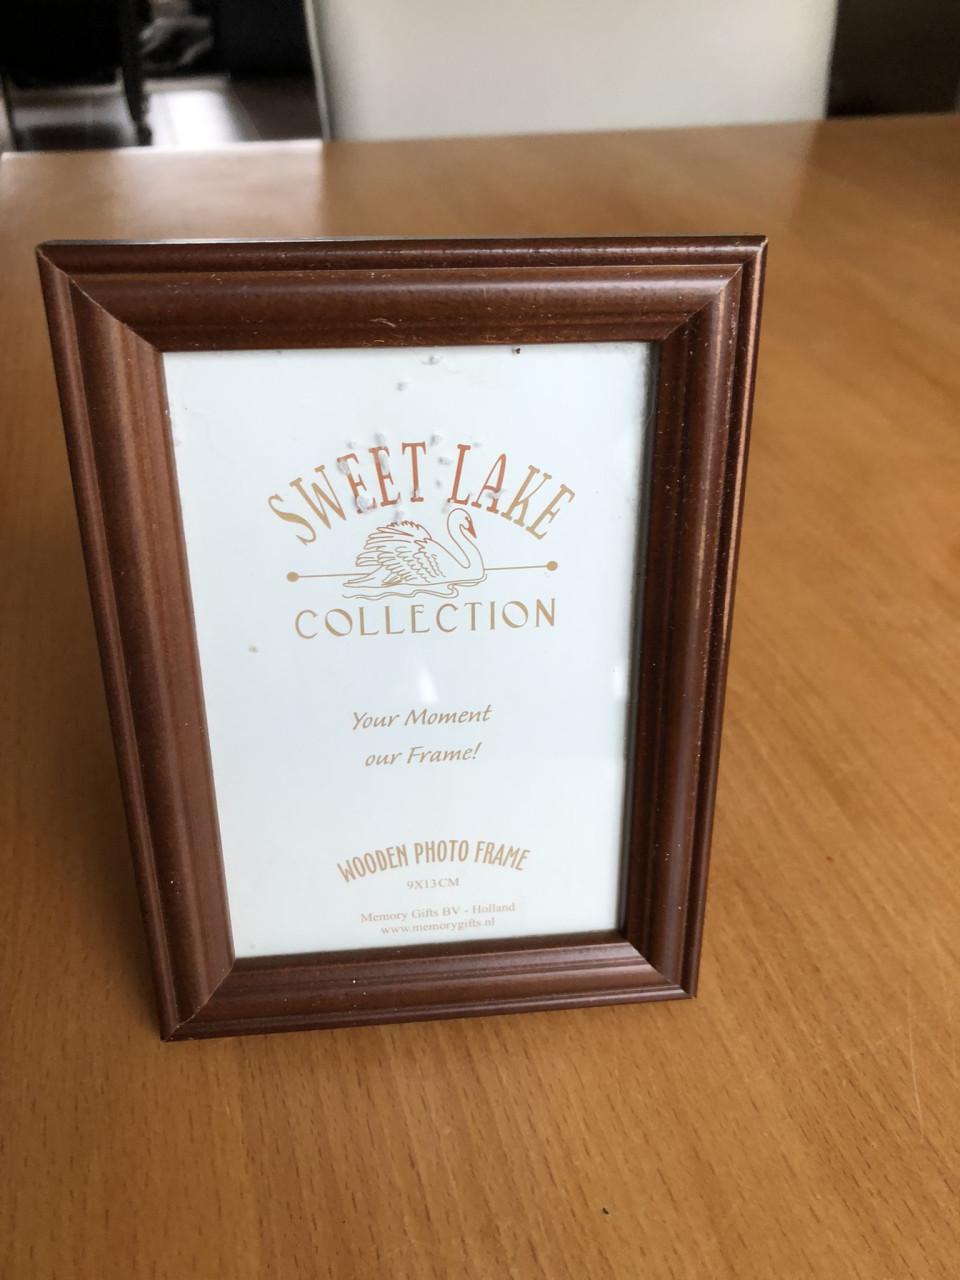 SWEET LAKE
COLLECTION
Your Moment
our Frame!
WOODEN PHOTO FRAME
9X13CM
Memory Gifts BV - Holland
www.memorygifts.nl